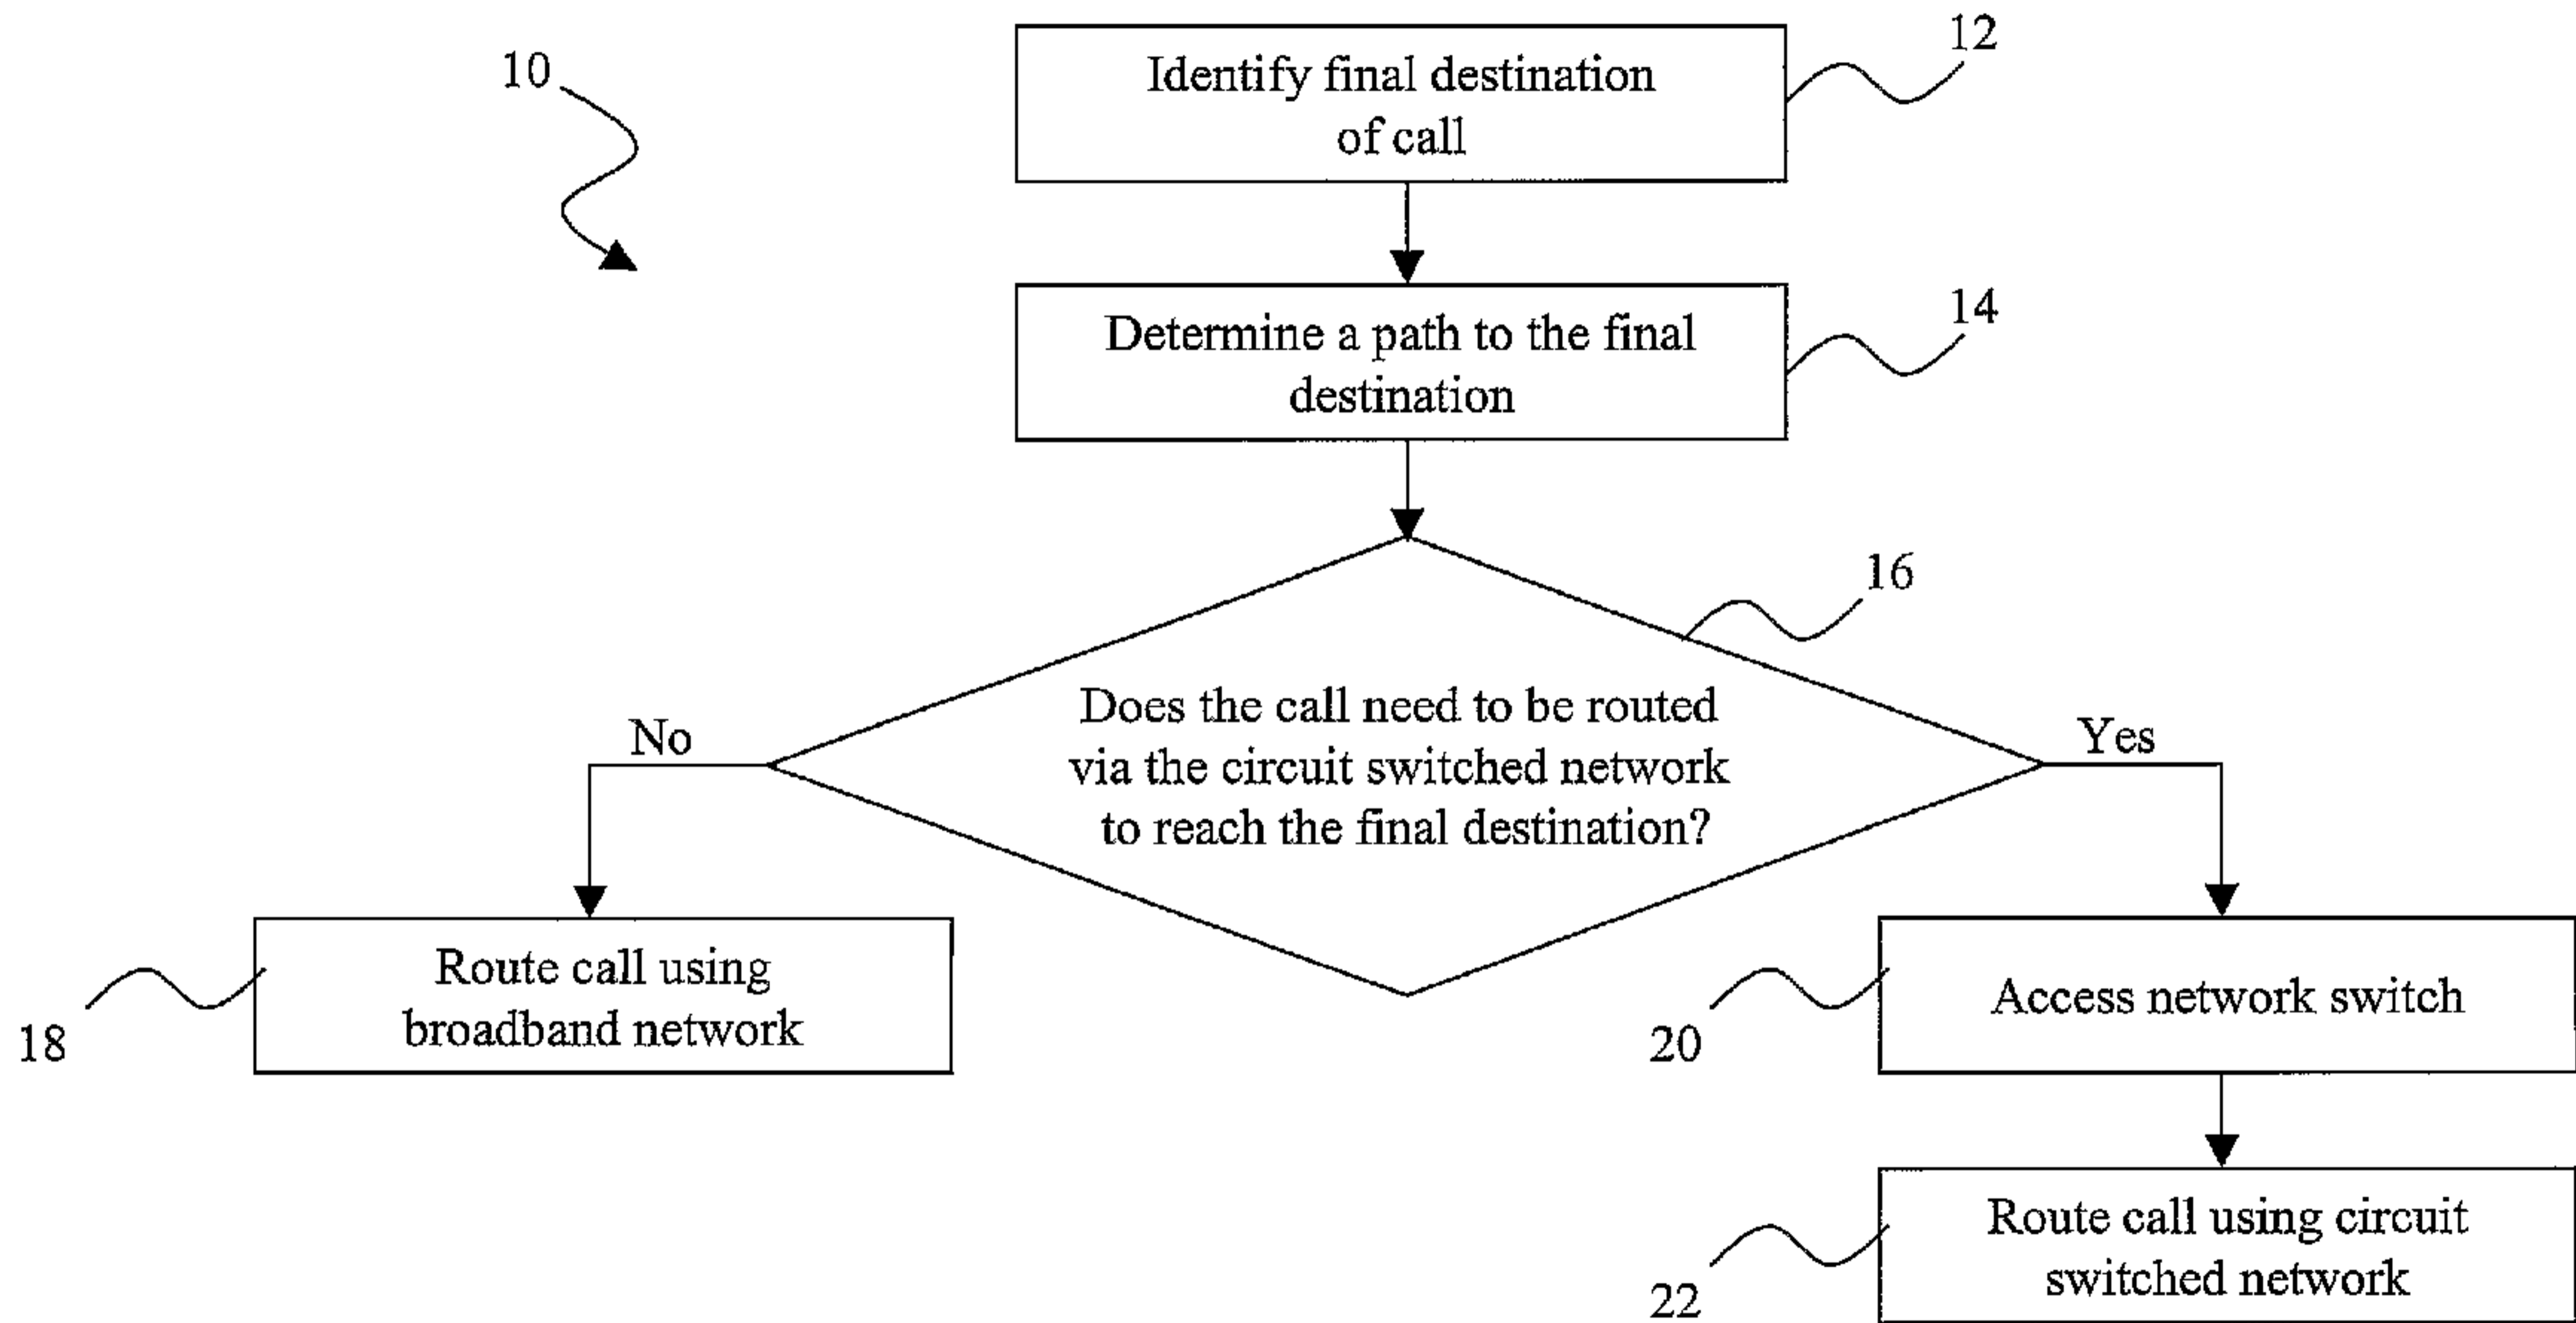 10
12
Identify final destination
of call
14
Determine a path to the final
destination
16
Does the call need to be routed
via the circuit switched network
to reach the final destination?
No
Yes
18
Route call using
broadband network
20
Access network switch
22
Route call using circuit
switched network